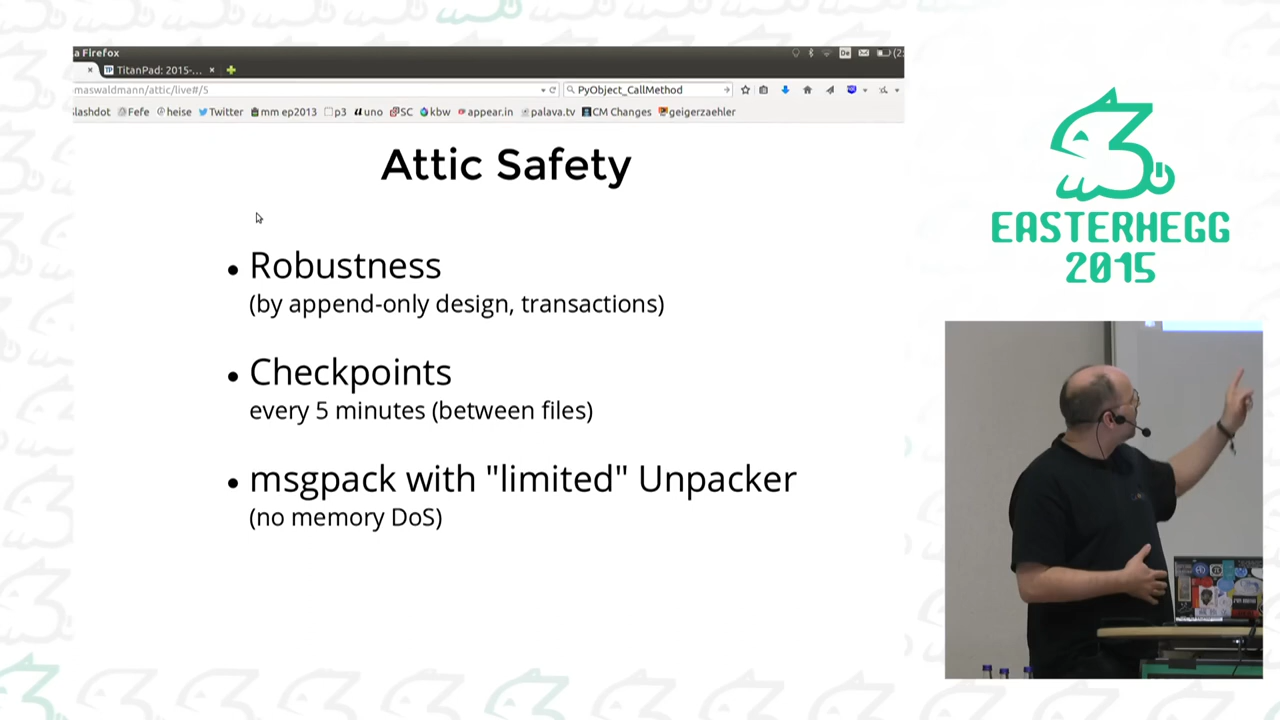 a Firefox
De
TitanPad: 2015-...
maswaldmann/attic/live#/5
PyObject_CallMethod
lashdot Fefe @heise Twitter mm ep2013 p3 uno SC kbw appear.in palava.tv CM Changes geigerzaehler
Attic Safety
• Robustness
(by append-only design, transactions)
• Checkpoints
every 5 minutes (between files)
• msgpack with "limited" Unpacker
(no memory DoS)
EASTERHEGG
2015